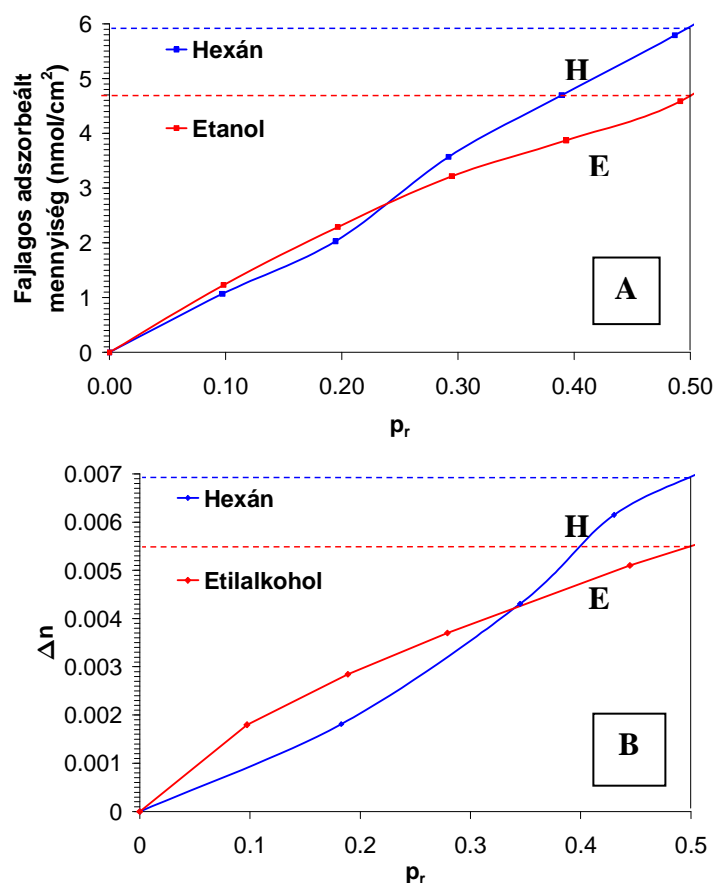 Fajlagos adszorbeált
mennyiség (nmol/cm²)
6
5
4
3
2
1
0
Hexán
Etanol
H
E
A
0.00 0.10 0.20 0.30 0.40 0.50
pᵣ
Δn
0.007
0.006
0.005
0.004
0.003
0.002
0.001
0
Hexán
Etilalkohol
H
E
B
0 0.1 0.2 0.3 0.4 0.5
pᵣ